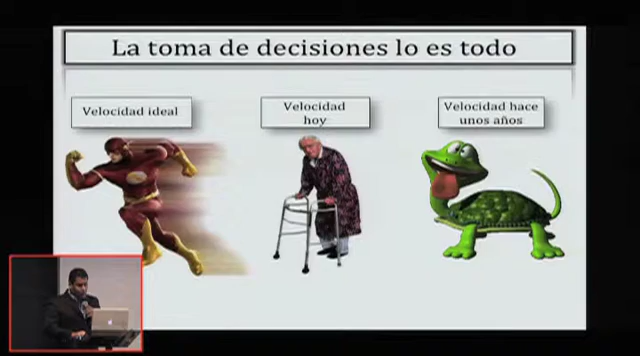 La toma de decisiones lo es todo
Velocidad ideal
Velocidad
hoy
Velocidad hace
unos años